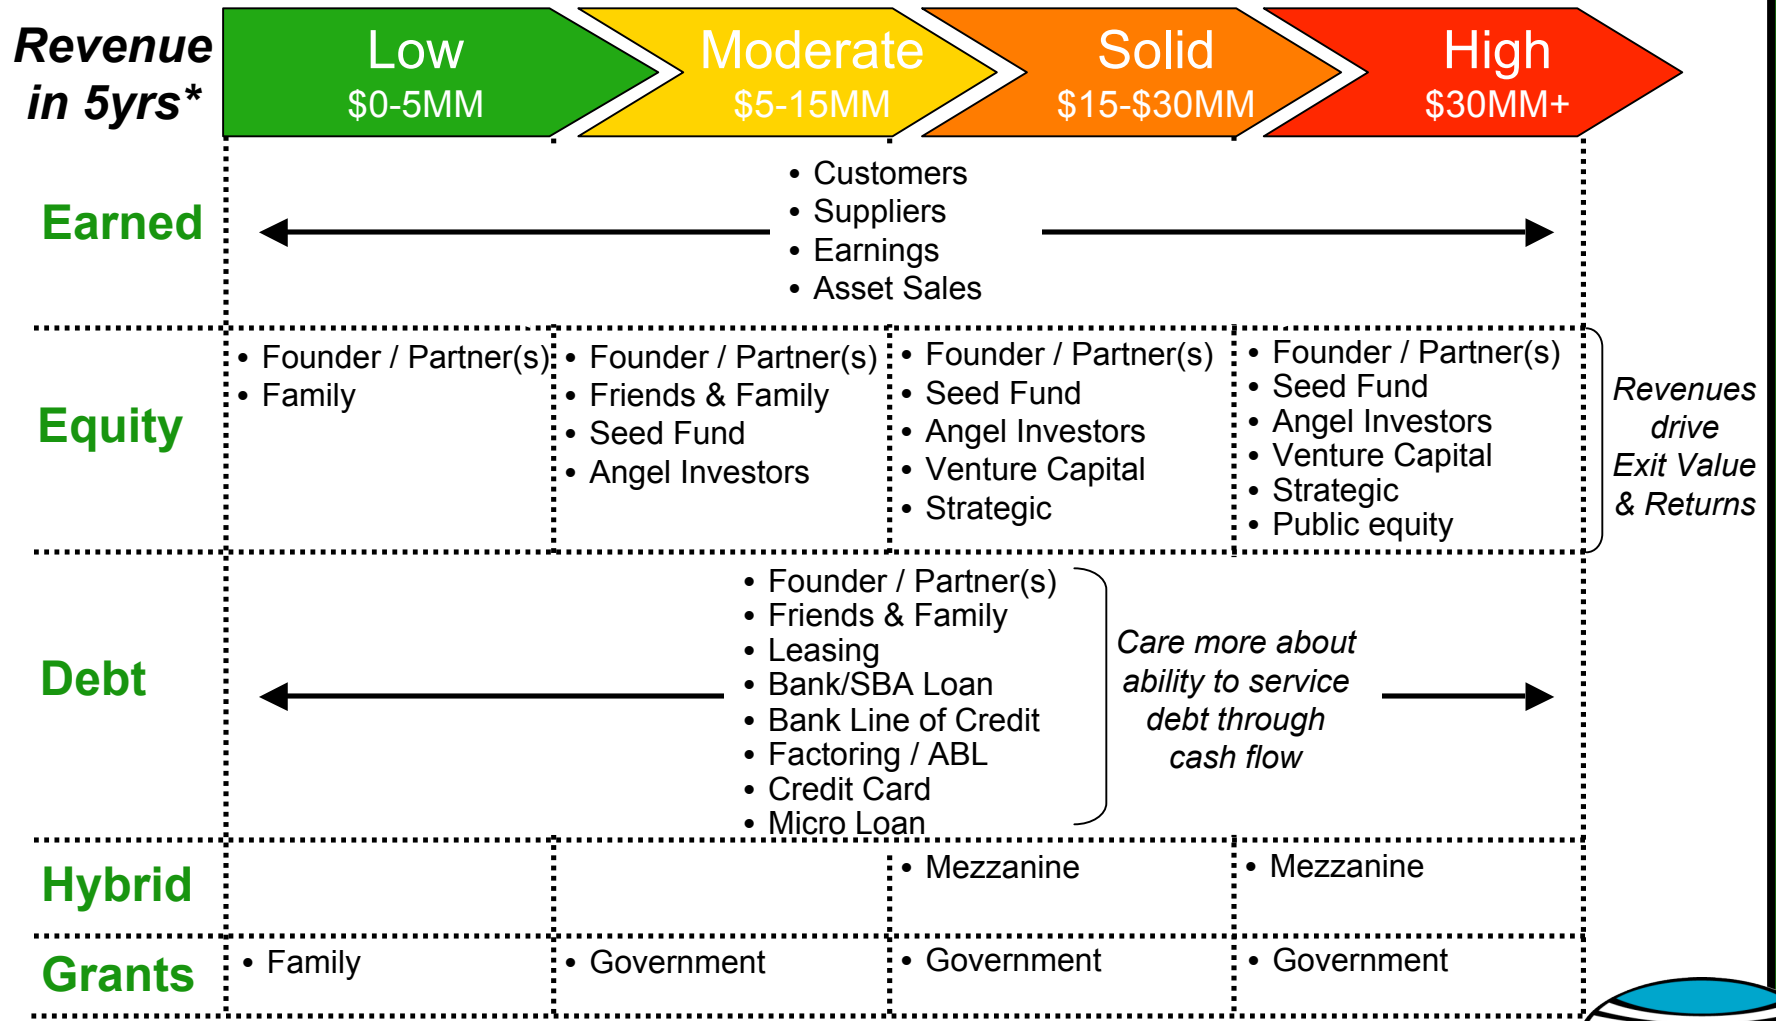 Revenue
in 5yrs*
Low
$0-5MM
Moderate
$5-15MM
Solid
$15-$30MM
High
$30MM+
Earned
• Customers
• Suppliers
• Earnings
• Asset Sales
Equity
• Founder / Partner(s)
• Family
• Founder / Partner(s)
• Friends & Family
• Seed Fund
• Angel Investors
• Founder / Partner(s)
• Seed Fund
• Angel Investors
• Venture Capital
• Strategic
• Founder / Partner(s)
• Seed Fund
• Angel Investors
• Venture Capital
• Strategic
• Public equity
Revenues
drive
Exit Value
& Returns
Debt
• Founder / Partner(s)
• Friends & Family
• Leasing
• Bank/SBA Loan
• Bank Line of Credit
• Factoring / ABL
• Credit Card
• Micro Loan
Care more about
ability to service
debt through
cash flow
Hybrid
• Mezzanine
• Mezzanine
Grants
• Family
• Government
• Government
• Government